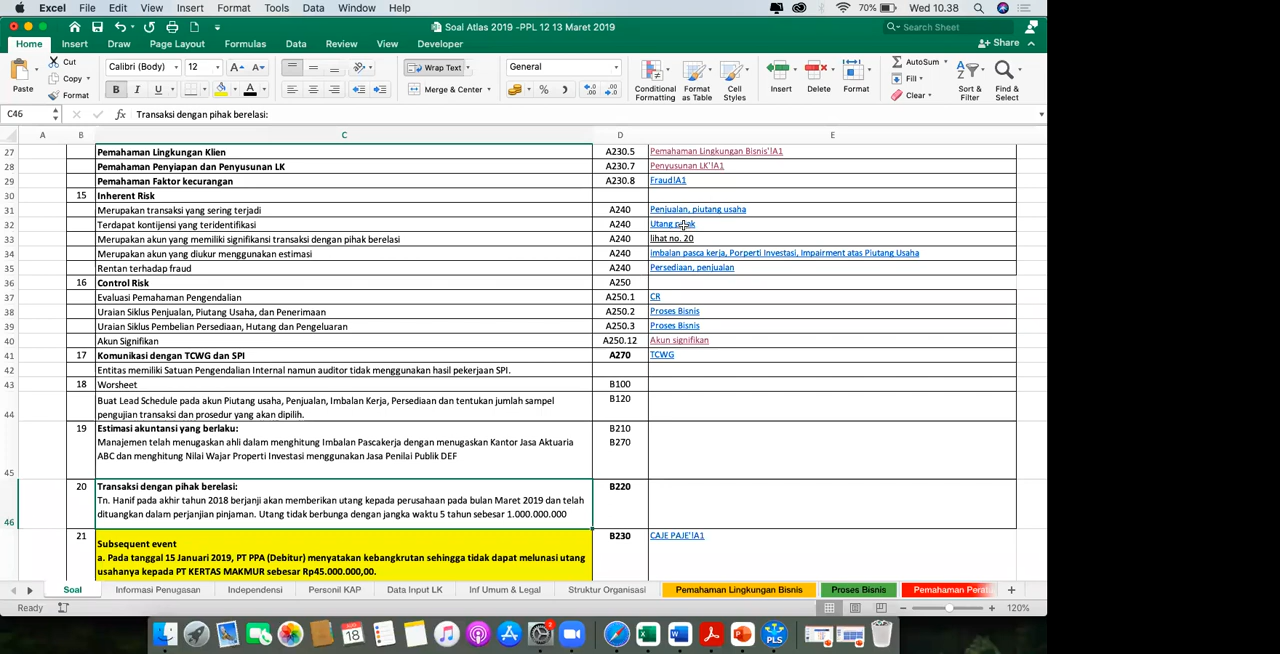 Excel File Edit View Insert Format Tools Data Window Help 70% Wed 10.38
Soal Atlas 2019 -PPL 12 13 Maret 2019
Search Sheet
Home Insert Draw Page Layout Formulas Data Review View Developer
Share
Paste
Cut
Copy
Format
Calibri (Body) 12
B I U
Wrap Text
Merge & Center
General
Conditional Formatting
Format as Table
Cell Styles
Insert
Delete
Format
AutoSum
Fill
Clear
Sort & Filter
Find & Select
C46 fx Transaksi dengan pihak berelasi:
A B C D E
27 Pemahaman Lingkungan Klien A230.5 Pemahaman Lingkungan Bisnis'!A1
28 Pemahaman Penyiapan dan Penyusunan LK A230.7 Penyusunan LK'!A1
29 Pemahaman Faktor kecurangan A230.8 Fraud!A1
30 15 Inherent Risk
31 Merupakan transaksi yang sering terjadi A240 Penjualan, piutang usaha
32 Terdapat kontijensi yang teridentifikasi A240 Utang
33 Merupakan akun yang memiliki signifikansi transaksi dengan pihak berelasi A240 lihat no. 20
34 Merupakan akun yang diukur menggunakan estimasi A240 imbalan pasca kerja, Porperti Investasi, Impairment atas Piutang Usaha
35 Rentan terhadap fraud A240 Persediaan, penjualan
36 16 Control Risk A250
37 Evaluasi Pemahaman Pengendalian A250.1 CR
38 Uraian Siklus Penjualan, Piutang Usaha, dan Penerimaan A250.2 Proses Bisnis
39 Uraian Siklus Pembelian Persediaan, Hutang dan Pengeluaran A250.3 Proses Bisnis
40 Akun Signifikan A250.12 Akun signifikan
41 17 Komunikasi dengan TCWG dan SPI A270 TCWG
42 Entitas memiliki Satuan Pengendalian Internal namun auditor tidak menggunakan hasil pekerjaan SPI.
43 18 Worsheet B100
Buat Lead Schedule pada akun Piutang usaha, Penjualan, Imbalan Kerja, Persediaan dan tentukan jumlah sampel B120
44 pengujian transaksi dan prosedur yang akan dipilih.
19 Estimasi akuntansi yang berlaku: B210
Manajemen telah menugaskan ahli dalam menghitung Imbalan Pascakerja dengan menugaskan Kantor Jasa Aktuaria B270
ABC dan menghitung Nilai Wajar Properti Investasi menggunakan Jasa Penilai Publik DEF
45
20 Transaksi dengan pihak berelasi: B220
Tn. Hanif pada akhir tahun 2018 berjanji akan memberikan utang kepada perusahaan pada bulan Maret 2019 dan telah
dituangkan dalam perjanjian pinjaman. Utang tidak berbunga dengan jangka waktu 5 tahun sebesar 1.000.000.000
46
21 Subsequent event B230 CAJE PAJE'!A1
a. Pada tanggal 15 Januari 2019, PT PPA (Debitur) menyatakan kebangkrutan sehingga tidak dapat melunasi utang
usahanya kepada PT KERTAS MAKMUR sebesar Rp45.000.000,00.
Soal Informasi Penugasan Independensi Personil KAP Data Input LK Inf Umum & Legal Struktur Organisasi Pemahaman Lingkungan Bisnis Proses Bisnis Pemahaman
Ready 120%
AUG 18
2
PLS